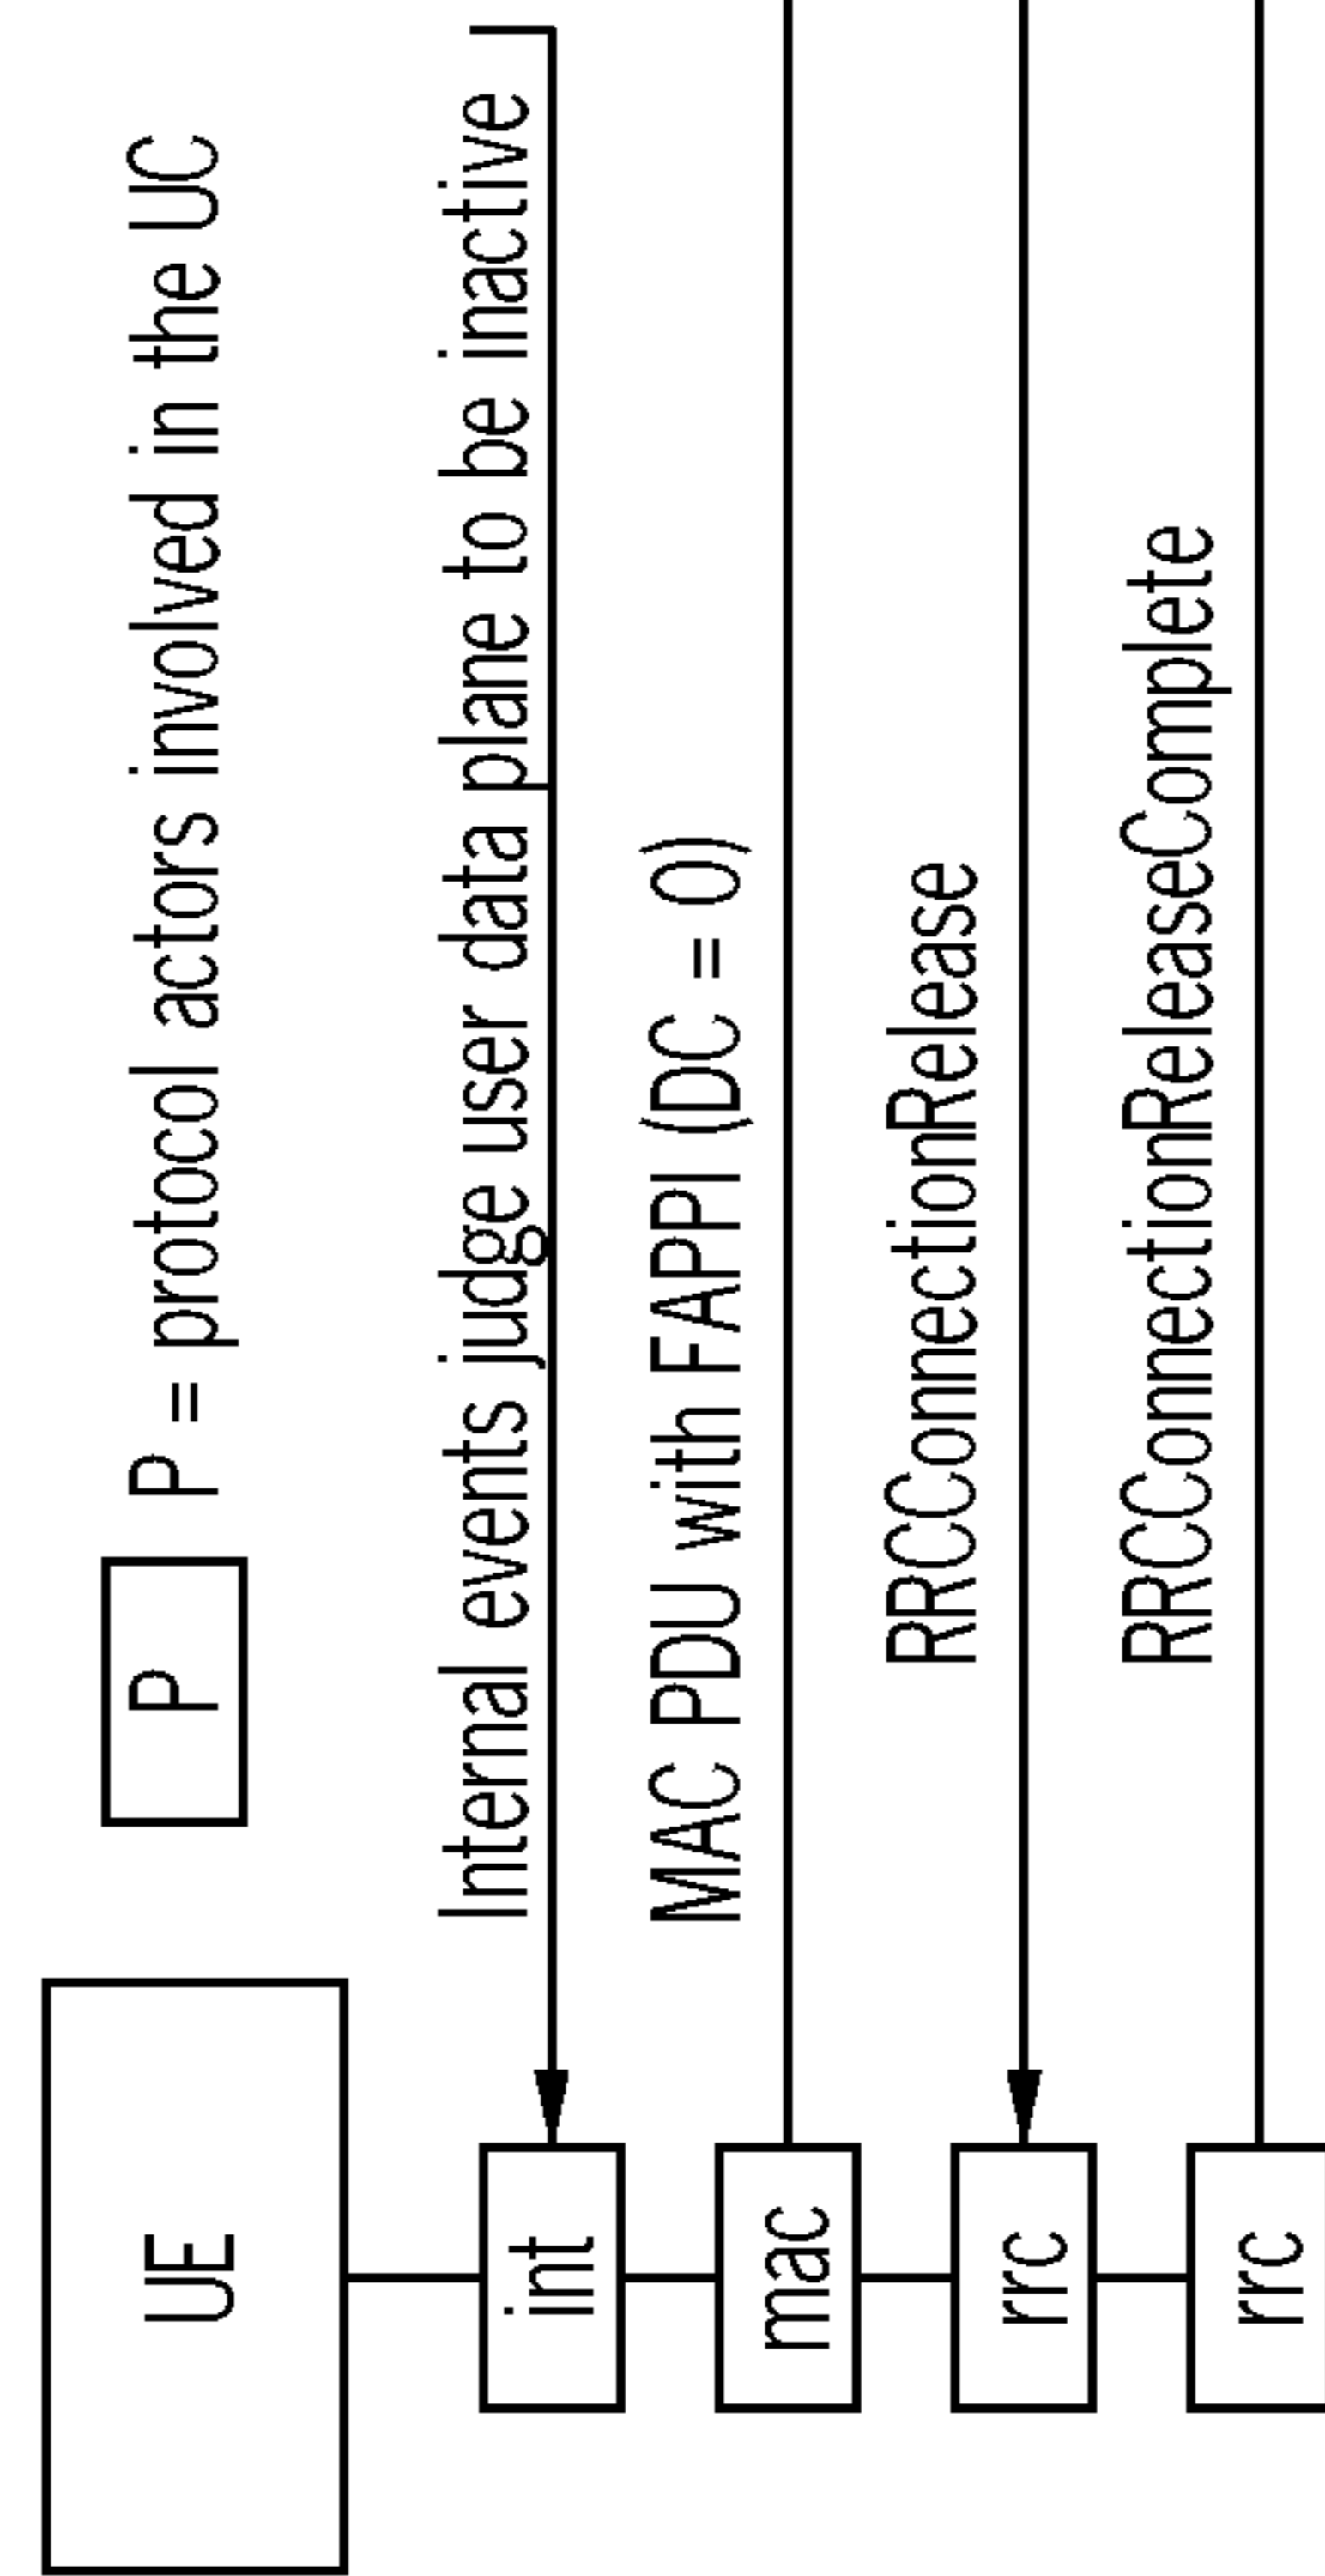 P P = protocol actors involved in the UC
UE
Internal events judge user data plane to be inactive
int
MAC PDU with FAPPI (DC = 0)
mac
RRCConnectionRelease
rrc
RRCConnectionReleaseComplete
rrc